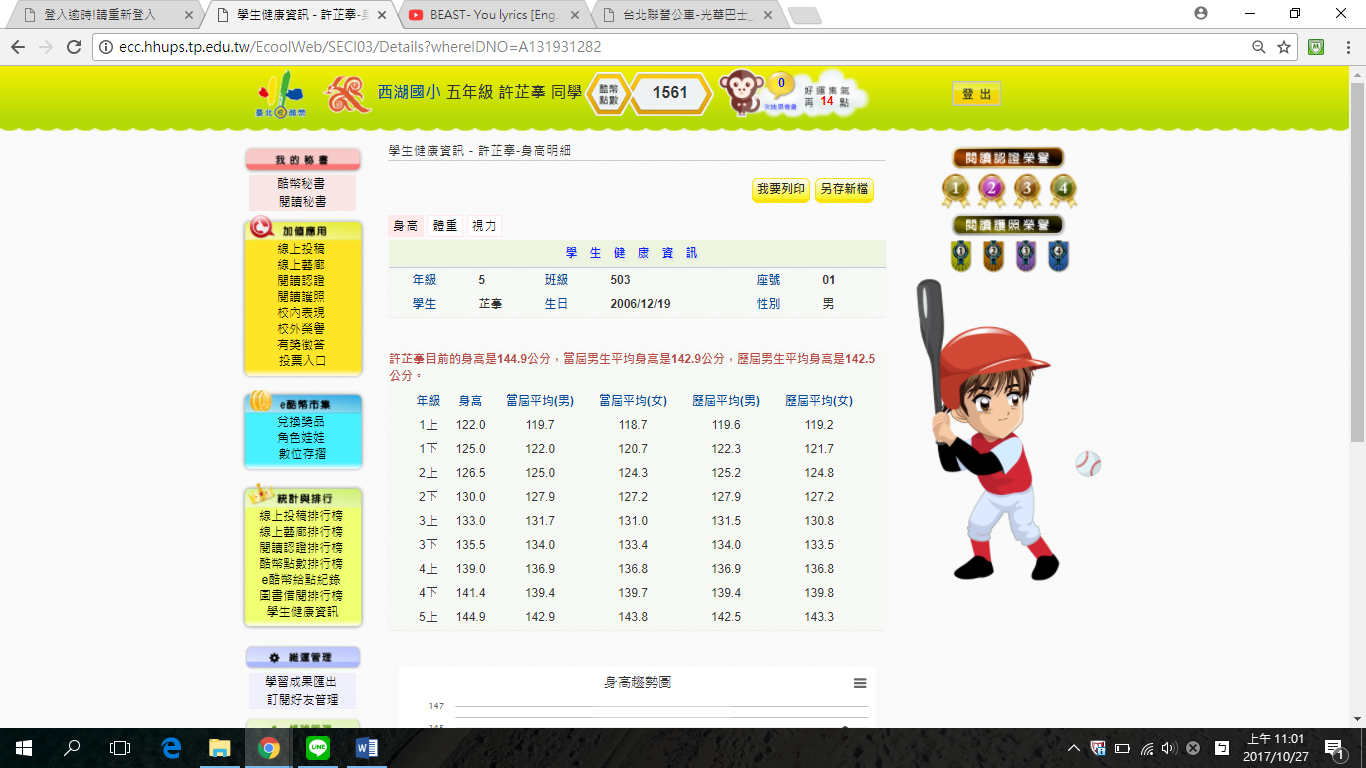 登入逾時!請重新登入
學生健康資訊 - 許芷搴-身
BEAST- You lyrics [Eng
台北聯營公車-光華巴士_
ecc.hhups.tp.edu.tw/EcoolWeb/SECI03/Details?whereIDNO=A131931282
臺北e酷幣
西湖國小 五年級 許芷搴 同學
酷幣點數
1561
0
好運集氣
再 14 點
登 出
我的秘書
酷幣秘書
閱讀秘書
加值應用
線上投稿
線上藝廊
閱讀認證
閱讀護照
校內表現
校外榮譽
有獎徵答
投票入口
e酷幣市集
兌換獎品
角色娃娃
數位存摺
統計與排行
線上投稿排行榜
線上藝廊排行榜
閱讀認證排行榜
酷幣點數排行榜
e酷幣給點紀錄
圖書借閱排行榜
學生健康資訊
維運管理
學習成果匯出
訂閱好友管理
學生健康資訊 - 許芷搴-身高明細
我要列印 另存新檔
身高 體重 視力
學 生 健 康 資 訊
年級 5 班級 503 座號 01
學生 芷搴 生日 2006/12/19 性別 男
許芷搴目前的身高是144.9公分，當屆男生平均身高是142.9公分，歷屆男生平均身高是142.5
公分。
年級 身高 當屆平均(男) 當屆平均(女) 歷屆平均(男) 歷屆平均(女)
1上 122.0 119.7 118.7 119.6 119.2
1下 125.0 122.0 120.7 122.3 121.7
2上 126.5 125.0 124.3 125.2 124.8
2下 130.0 127.9 127.2 127.9 127.2
3上 133.0 131.7 131.0 131.5 130.8
3下 135.5 134.0 133.4 134.0 133.5
4上 139.0 136.9 136.8 136.9 136.8
4下 141.4 139.4 139.7 139.4 139.8
5上 144.9 142.9 143.8 142.5 143.3
身高趨勢圖
147
閱讀認證榮譽
1 2 3 4
閱讀護照榮譽
1 2 3 4
上午 11:01
2017/10/27
1